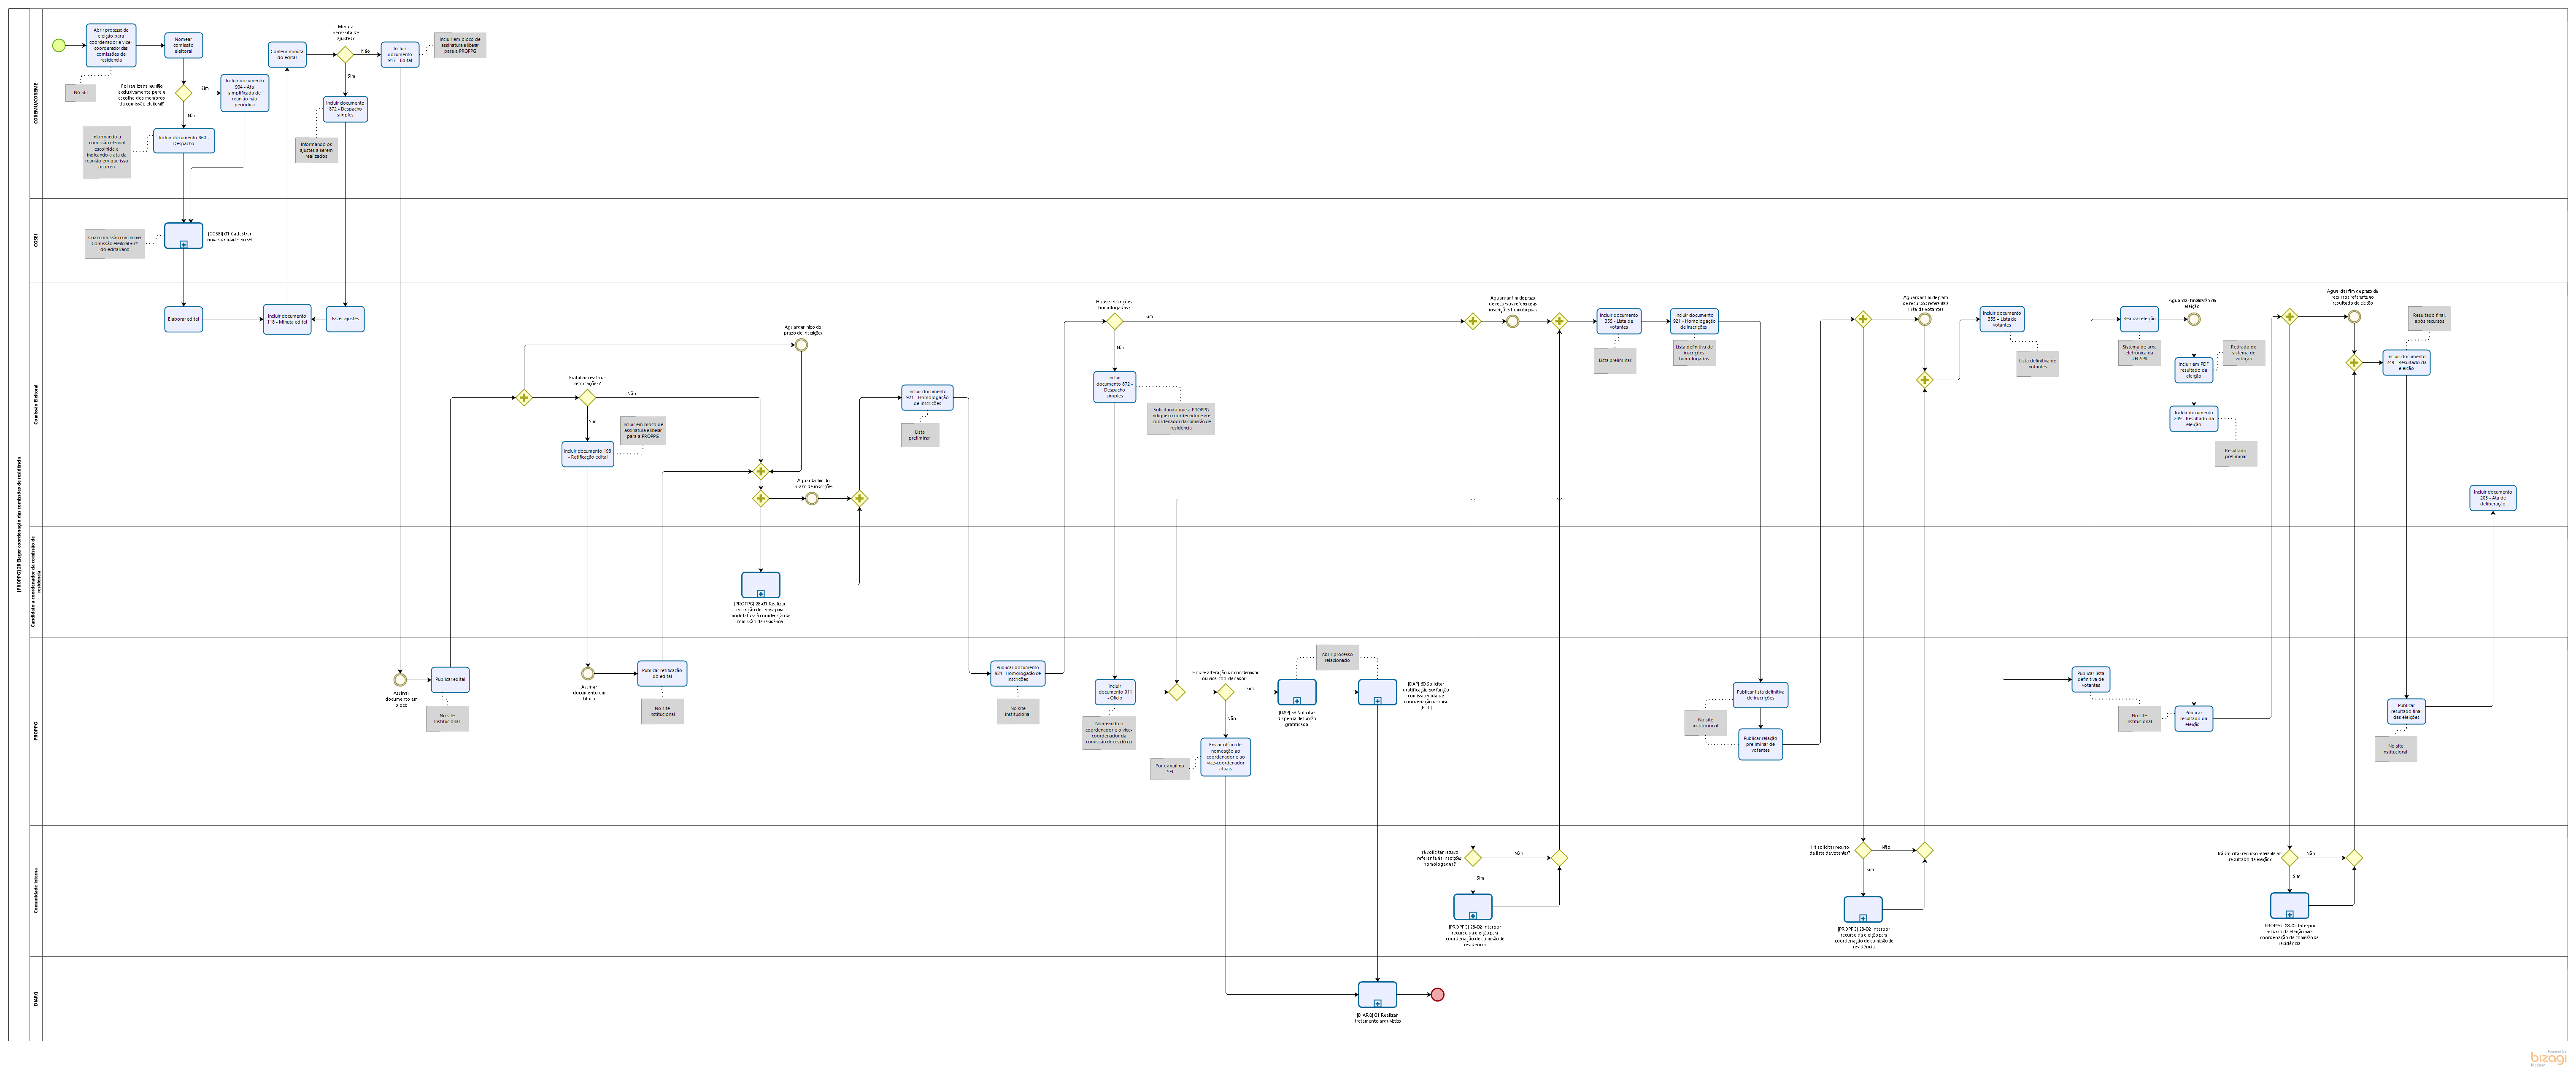 [PROPPG] 28 Eleger coordenação das comissões de residência
COREMU/COREME
Abrir processo de
eleição para
coordenador e vice-
coordenador das
comissões de
residência
No SEI
Nomear
comissão
eleitoral
Foi realizada reunião
exclusivamente para a
escolha dos membros
da comissão eleitoral?
Sim
Não
Incluir documento
904 - Ata
simplificada de
reunião não
periódica
Informando a
comissão eleitoral
escolhida e
indicando a ata da
reunião em que isso
ocorreu
Incluir documento 860 -
Despacho
Conferir minuta
do edital
Minuta
necessita de
ajustes?
Não
Sim
Incluir
documento
917 - Edital
Incluir em bloco de
assinatura e liberar
para a PROPPG
Incluir documento
872 - Despacho
simples
Informando os
ajustes a serem
realizados
CGSEI
Criar comissão com nome:
Comissão eleitoral + nº
do edital/ano
[CGSEI] 01 Cadastrar
novas unidades no SEI
Comissão Eleitoral
Elaborar edital
Incluir documento
118 - Minuta edital
Fazer ajustes
Aguardar início do
prazo de inscrições
Edital necessita de
retificações?
Não
Sim
Incluir em bloco de
assinatura e liberar
para a PROPPG
Incluir documento 198
- Retificação edital
Aguardar fim do
prazo de inscrições
Incluir documento
921 - Homologação
de inscrições
Lista
preliminar
Houve inscrições
homologadas?
Sim
Não
Incluir
documento 872 -
Despacho
simples
Solicitando que a PROPPG
indique o coordenador e vice
-coordenador da comissão de
residência
Aguardar fim de prazo
de recursos referente às
inscrições homologadas
Incluir documento
355 - Lista de
votantes
Lista preliminar
Incluir documento
921 - Homologação
de inscrições
Lista definitiva de
inscrições
homologadas
Aguardar fim de prazo
de recursos referente a
lista de votantes
Incluir documento
355 – Lista de
votantes
Lista definitiva de
votantes
Realizar eleição
Sistema de urna
eletrônica da
UFCSPA
Aguardar finalização da
eleição
Incluir em PDF
resultado da
eleição
Retirado do
sistema de
votação
Incluir documento
249 - Resultado da
eleição
Resultado
preliminar
Aguardar fim de prazo de
recursos referente ao
resultado da eleição
Resultado final,
após recursos
Incluir documento
249 - Resultado da
eleição
Incluir documento
205 - Ata de
deliberação
Candidato a coordenador da comissão de
residência
[PROPPG] 28-01 Realizar
inscrição de chapa para
candidatura à coordenação de
comissão de residência
PROPPG
Assinar
documento em
bloco
Publicar edital
No site
institucional
Assinar
documento em
bloco
Publicar retificação
do edital
No site
institucional
Publicar documento
921 - Homologação de
inscrições
No site
institucional
Incluir
documento 011
- Ofício
Nomeando o
coordenador e o vice-
coordenador da
comissão de residência
Houve alteração do coordenador
ou vice-coordenador?
Sim
Não
Abrir processo
relacionado
[DAP] 58 Solicitar
dispensa de função
gratificada
[DAP] 60 Solicitar
gratificação por função
comissionada de
coordenação de curso
(FUC)
Enviar ofício de
nomeação ao
coordenador e ao
vice-coordenador
atuais
Por e-mail no
SEI
Publicar lista definitiva
de inscrições
No site
institucional
Publicar relação
preliminar de
votantes
Publicar lista
definitiva de
votantes
No site
institucional
Publicar
resultado da
eleição
Publicar
resultado final
das eleições
No site
institucional
Comunidade Interna
Irá solicitar recurso
referente às inscrições
homologadas?
Não
Sim
[PROPPG] 28-02 Interpor
recurso da eleição para
coordenação de comissão de
residência
Irá solicitar recurso
da lista de votantes?
Não
Sim
[PROPPG] 28-02 Interpor
recurso da eleição para
coordenação de comissão de
residência
Irá solicitar recurso referente ao
resultado da eleição?
Não
Sim
[PROPPG] 28-02 Interpor
recurso da eleição para
coordenação de comissão de
residência
DIARQ
[DIARQ] 01 Realizar
tratamento arquivístico
Powered by
bizagi
Modeler